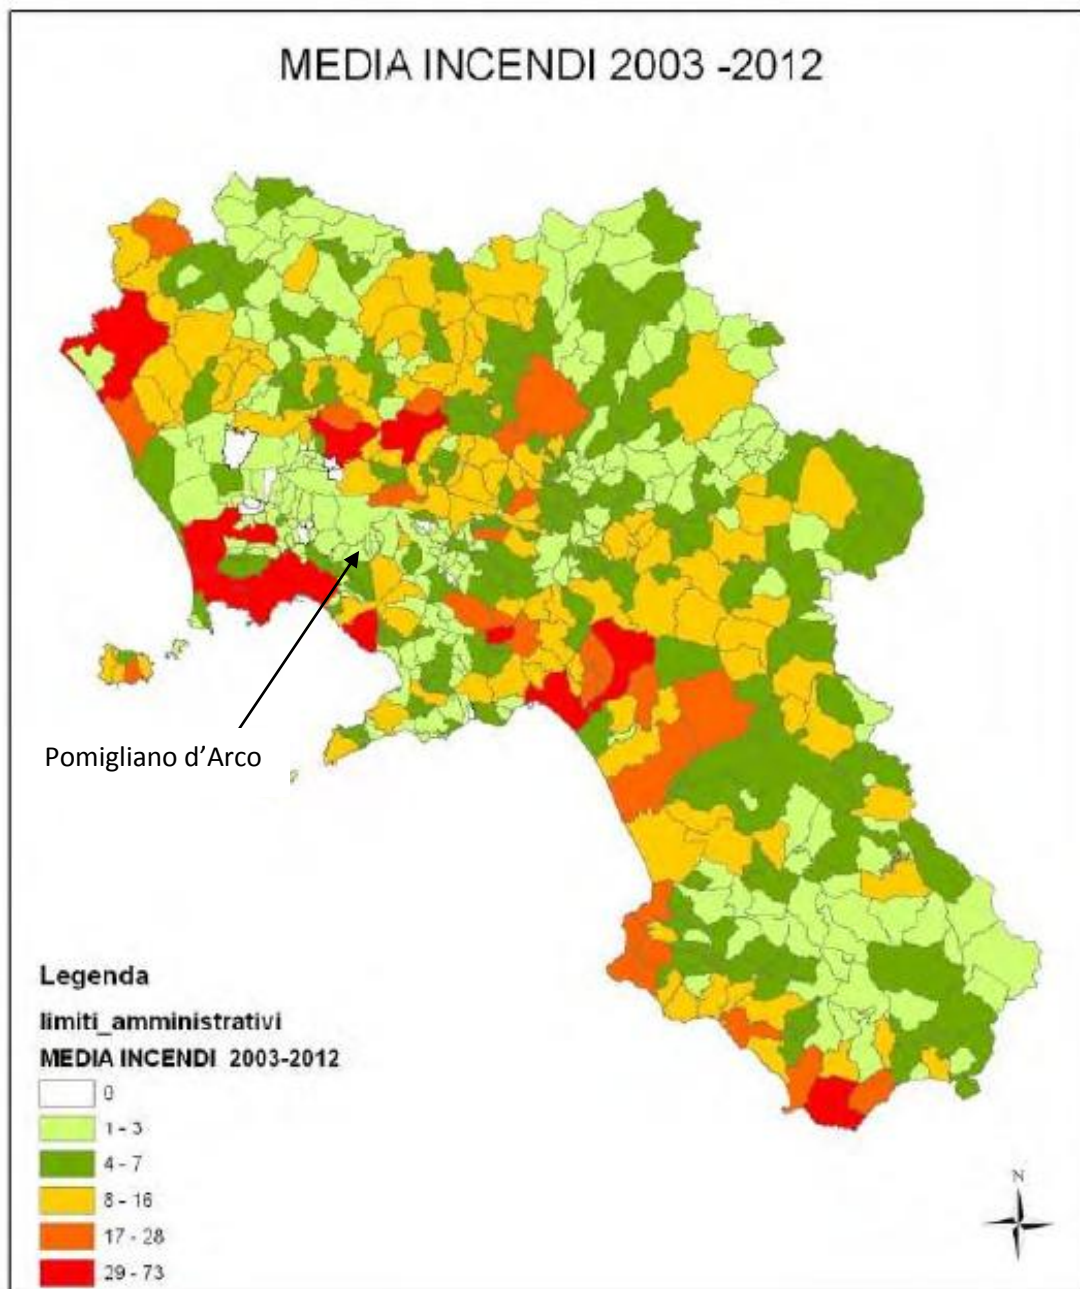 MEDIA INCENDI 2003 -2012
Pomigliano d’Arco
Legenda
limiti_amministrativi
MEDIA INCENDI 2003-2012
0
1 - 3
4 - 7
8 - 16
17 - 28
29 - 73
N